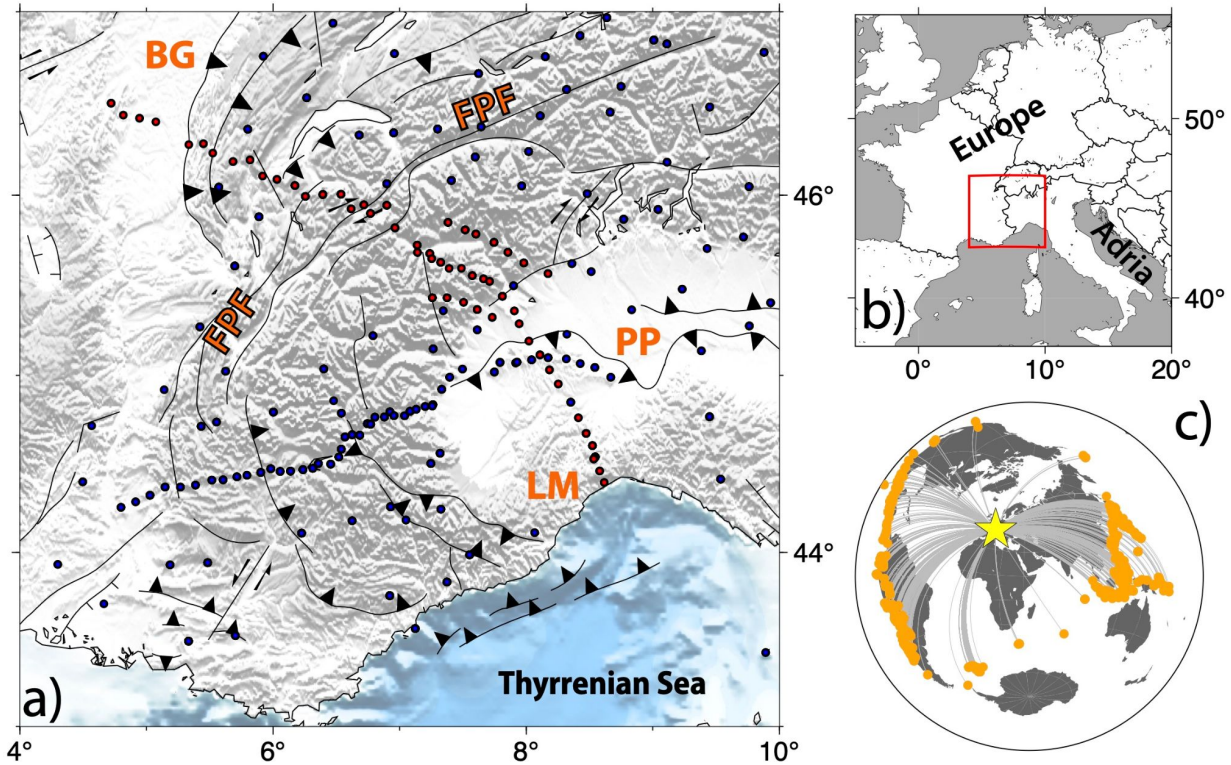 BG
FPF
FPF
PP
LM
Thyrrenian Sea
a)
46°
44°
4°
6°
8°
10°
Europe
Adria
b)
50°
40°
0°
10°
20°
c)